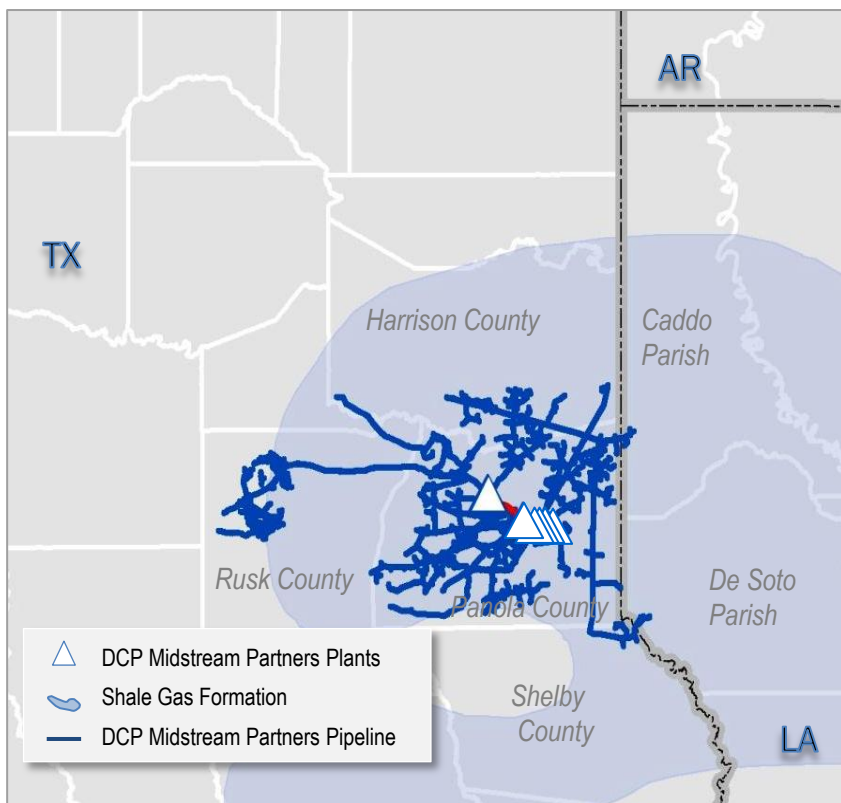 AR
TX
Harrison County
Caddo
Parish
Rusk County
Panola County
De Soto
Parish
Shelby
County
LA
DCP Midstream Partners Plants
Shale Gas Formation
DCP Midstream Partners Pipeline